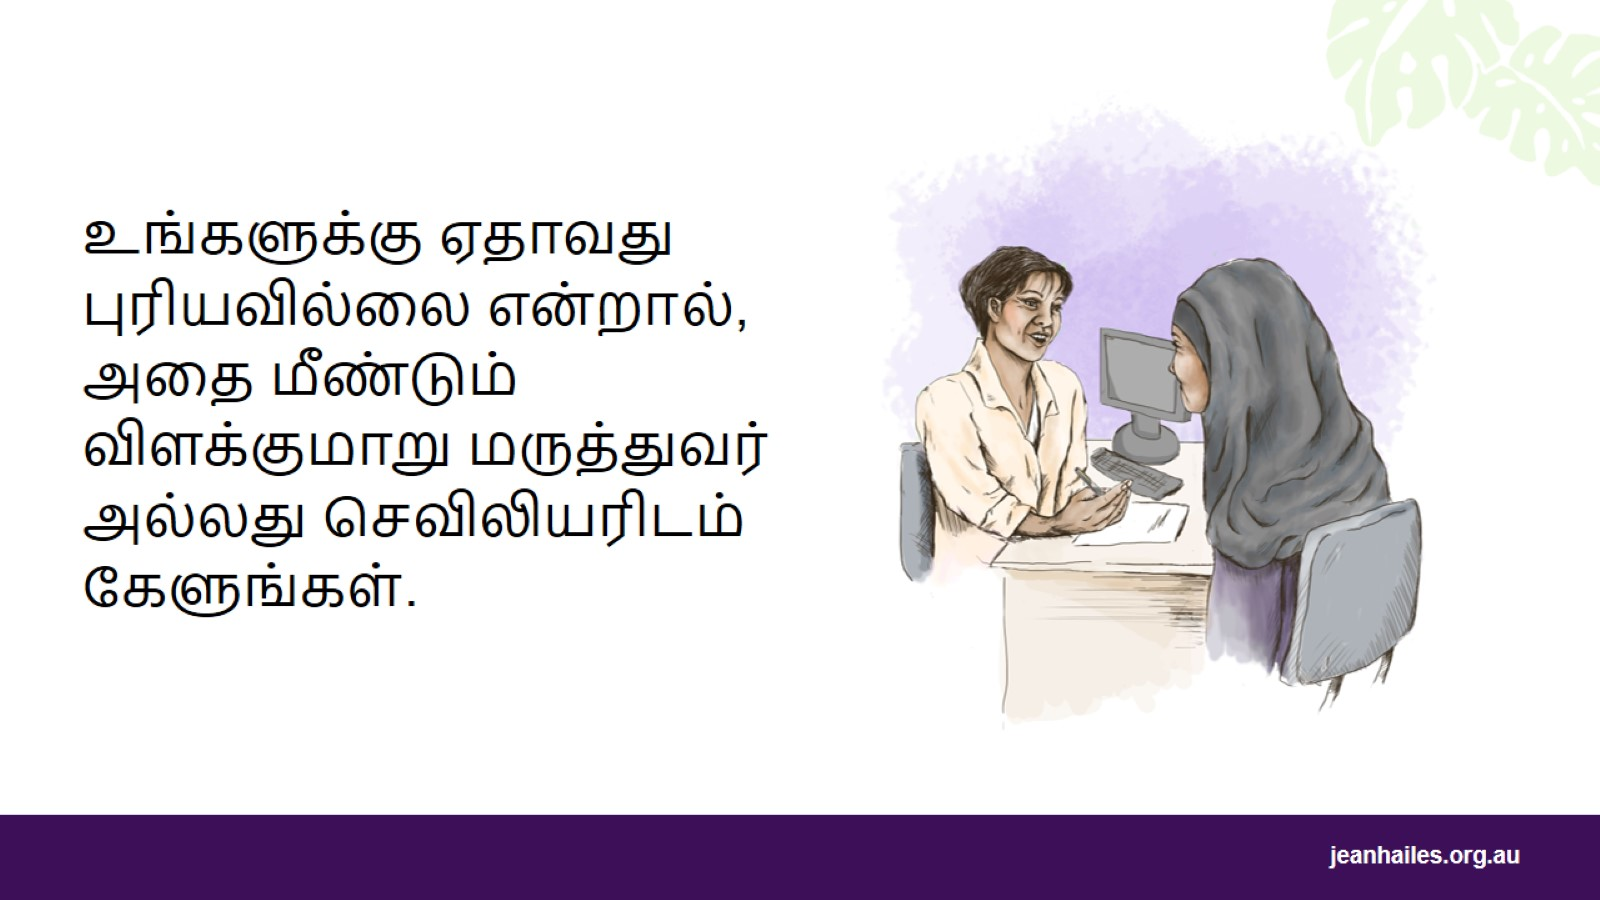 உங்களுக்கு ஏதாவது
புரியவில்லை என்றால்,
அதை மீண்டும்
விளக்குமாறு மருத்துவர்
அல்லது செவிலியரிடம்
கேளுங்கள்.
jeanhailes.org.au